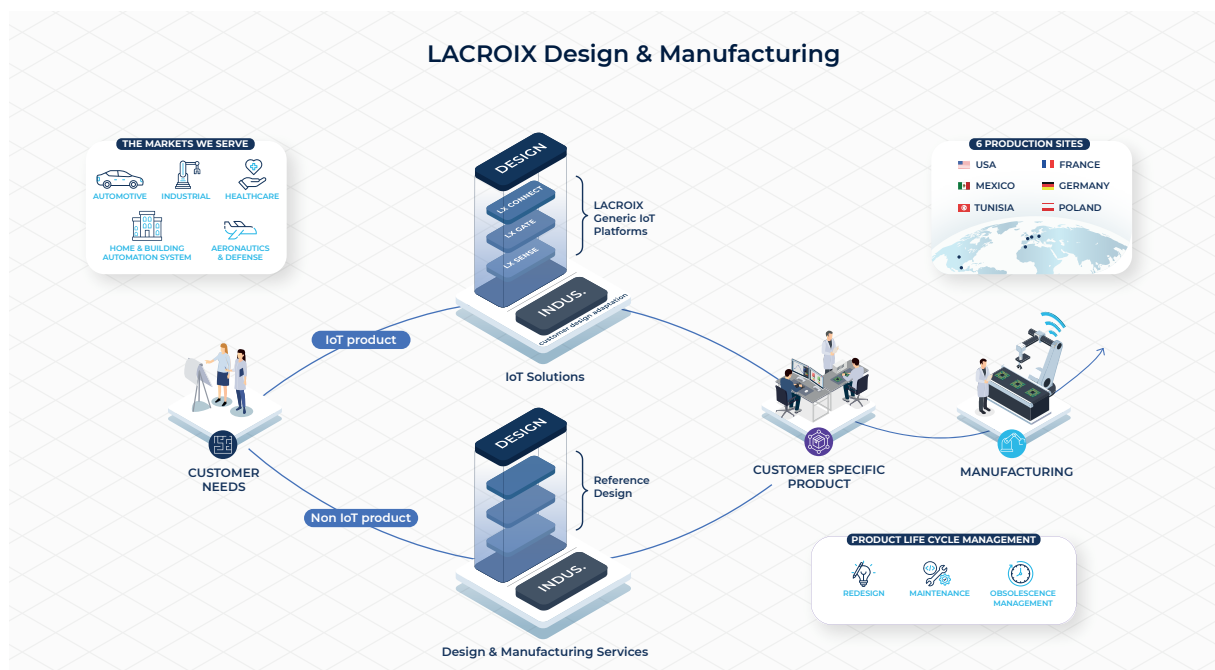 LACROIX Design & Manufacturing
THE MARKETS WE SERVE
AUTOMOTIVE
INDUSTRIAL
HEALTHCARE
HOME & BUILDING
AUTOMATION SYSTEM
AERONAUTICS
& DEFENSE
DESIGN
LX CONNECT
LX GATE
LX SENSE
LACROIX
Generic IoT
Platforms
INDUS.
customer design adaptation
IoT Solutions
6 PRODUCTION SITES
USA
FRANCE
MEXICO
GERMANY
TUNISIA
POLAND
IoT product
CUSTOMER
NEEDS
Non IoT product
DESIGN
Reference
Design
INDUS.
Design & Manufacturing Services
CUSTOMER SPECIFIC
PRODUCT
MANUFACTURING
PRODUCT LIFE CYCLE MANAGEMENT
REDESIGN
MAINTENANCE
OBSOLESCENCE
MANAGEMENT